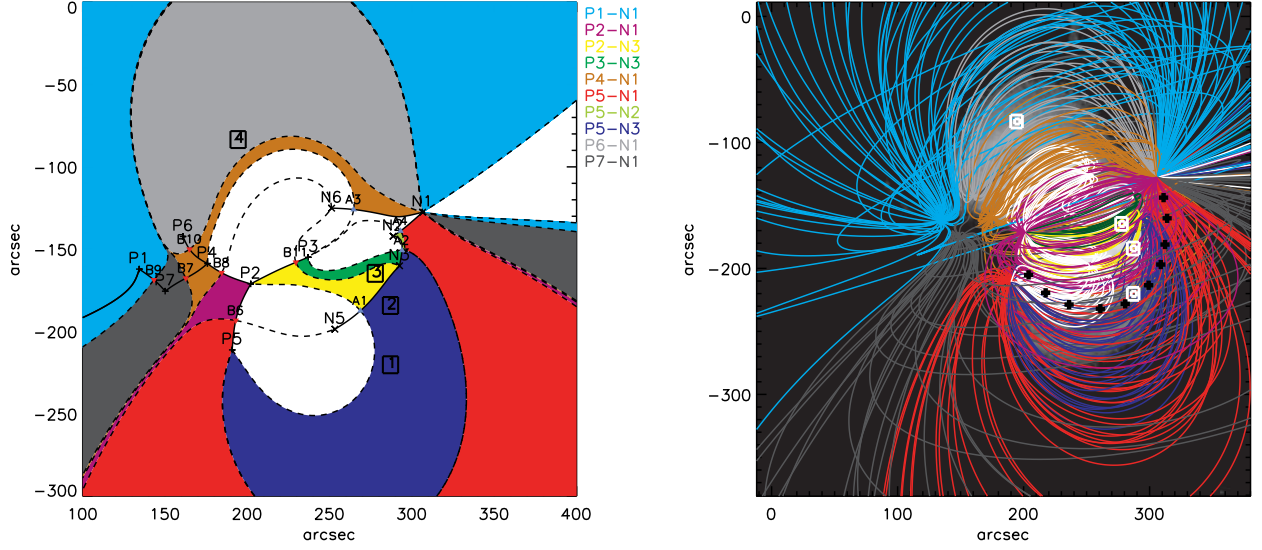 0
−50
−100
−150
−200
−250
−300
100
150
200
250
300
350
400
arcsec
arcsec
4
N6
A3
N1
A4
N2
A2
N3
P6
B10
P4
B8
P3
B11
P1
B9
B7
P7
P2
3
A1
2
B6
N5
P5
1
P1−N1
P2−N1
P2−N3
P3−N3
P4−N1
P5−N1
P5−N2
P5−N3
P6−N1
P7−N1
0
−100
−200
−300
0
100
200
300
arcsec
arcsec